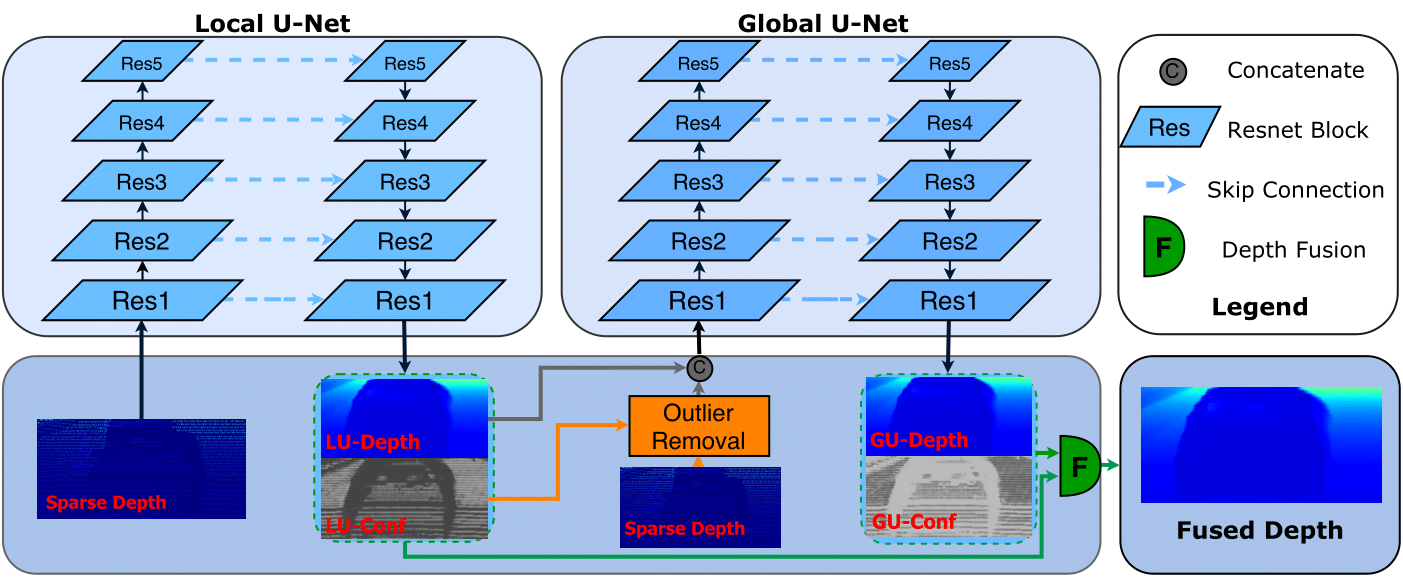 Local U-Net
Global U-Net
Res5
Res5
Res4
Res4
Res3
Res3
Res2
Res2
Res1
Res1
Res5
Res5
Res4
Res4
Res3
Res3
Res2
Res2
Res1
Res1
C
Concatenate
Res
Resnet Block
Skip Connection
F
Depth Fusion
Legend
Sparse Depth
LU-Depth
LU-Conf
C
Outlier
Removal
Sparse Depth
GU-Depth
GU-Conf
F
Fused Depth